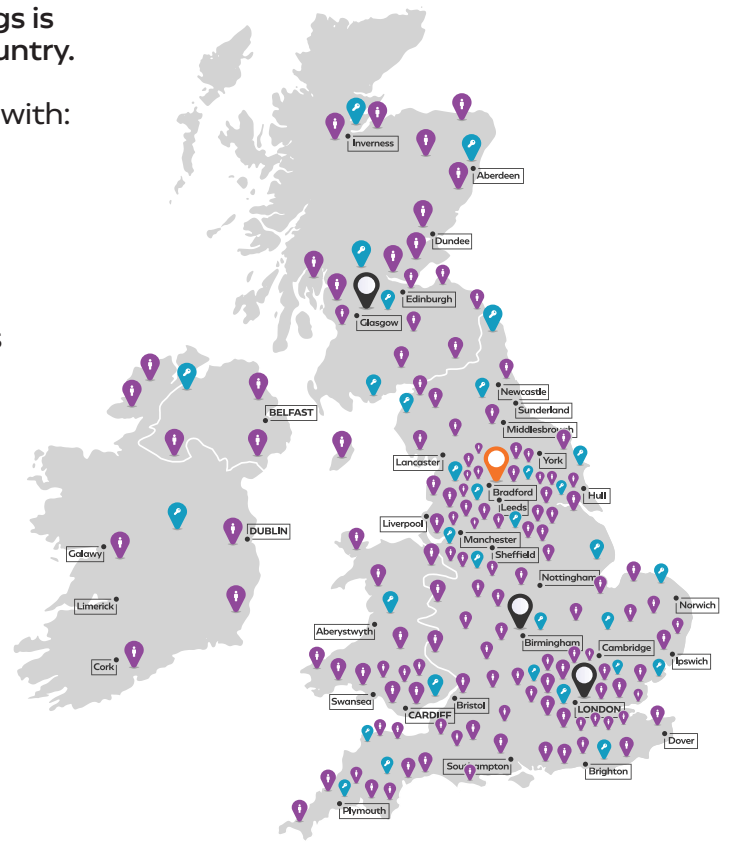 gs is
untry.
with:
s
Inverness
Aberdeen
Dundee
Edinburgh
Glasgow
Newcastle
Sunderland
BELFAST
Middlesbrough
York
Lancaster
Bradford
Hull
Leeds
Liverpool
DUBLIN
Manchester
Galawy
Sheffield
Nottingham
Limerick
Norwich
Aberystwyth
Birmingham
Cambridge
Cork
Ipswich
Swansea
Bristol
CARDIFF
LONDON
Dover
Southampton
Brighton
Plymouth